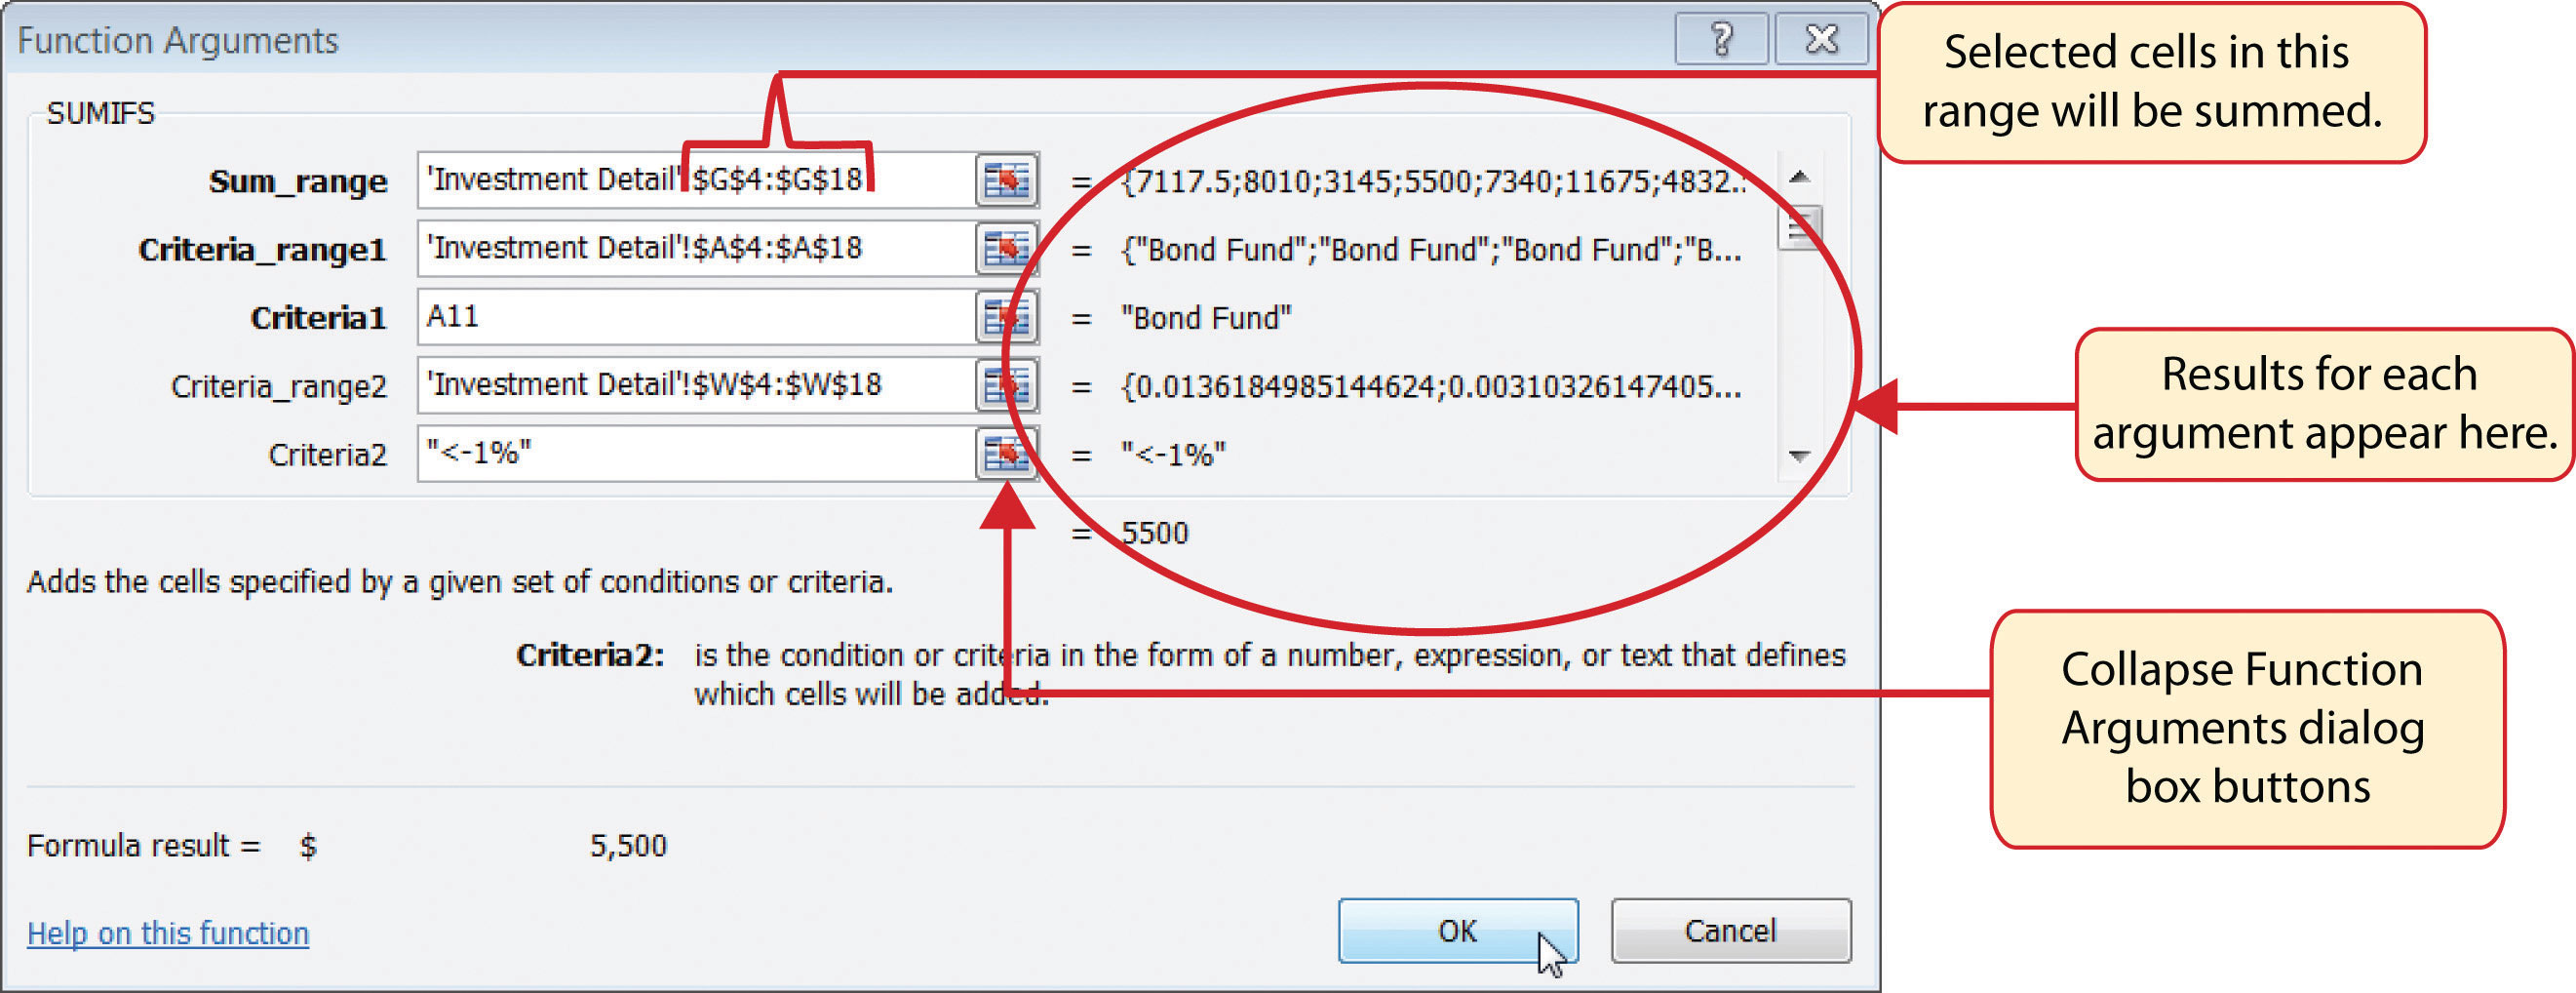 Function Arguments
Selected cells in this
range will be summed.
SUMIFS
Sum_range 'Investment Detail'!$G$4:$G$18 = {7117.5;8010;3145;5500;7340;11675;4832.
Criteria_range1 'Investment Detail'!$A$4:$A$18 = {"Bond Fund";"Bond Fund";"Bond Fund";"B...
Criteria1 A11 = "Bond Fund"
Criteria_range2 'Investment Detail'!$W$4:$W$18 = {0.0136184985144624;0.00310326147405...
Criteria2 "<-1%" = "<-1%"
Results for each
argument appear here.
= 5500
Adds the cells specified by a given set of conditions or criteria.
Criteria2: is the condition or criteria in the form of a number, expression, or text that defines
which cells will be added.
Collapse Function
Arguments dialog
box buttons
Formula result = $ 5,500
Help on this function
OK
Cancel